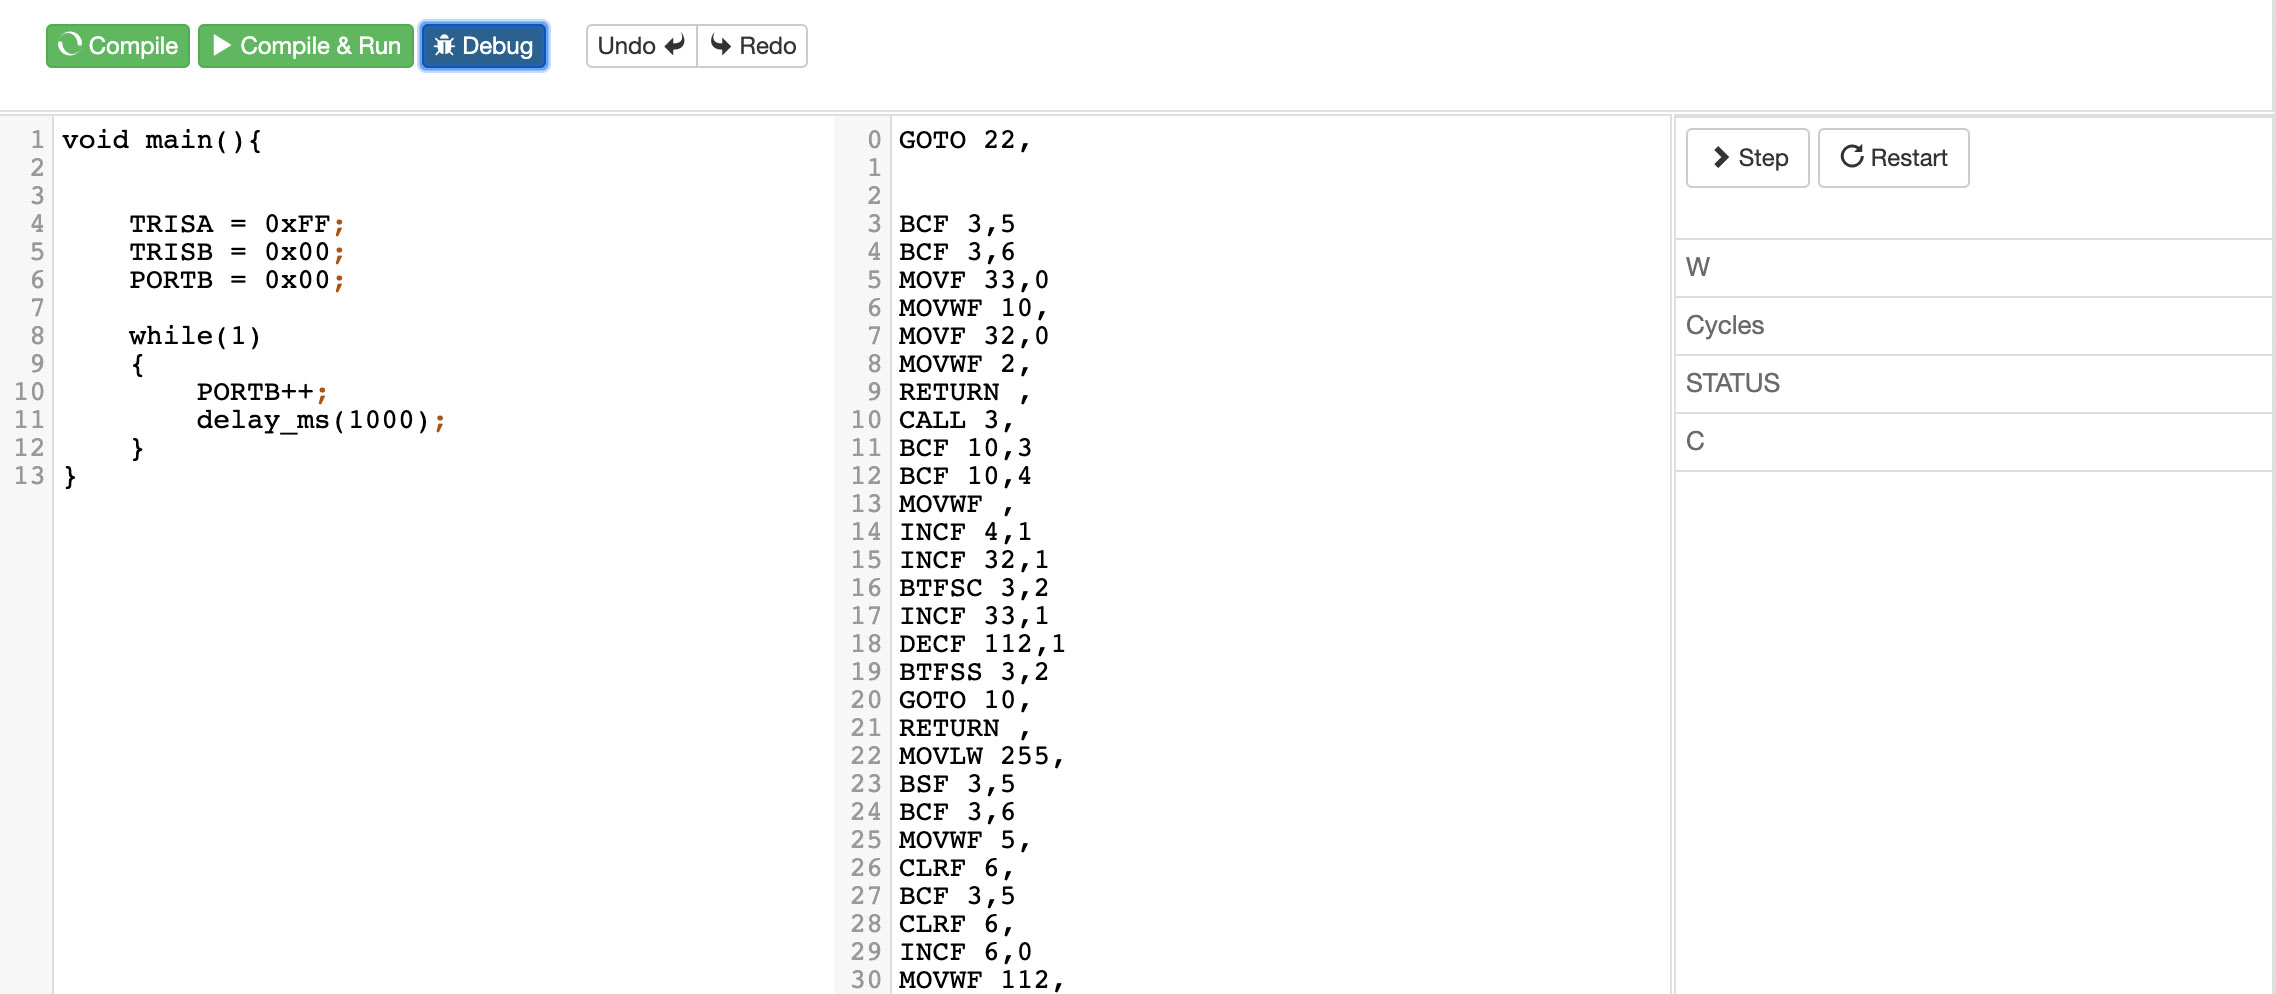 Compile Compile & Run Debug Undo Redo
1 void main(){
2
3
4 TRISA = 0xFF;
5 TRISB = 0x00;
6 PORTB = 0x00;
7
8 while(1)
9 {
10 PORTB++;
11 delay_ms(1000);
12 }
13 }
0 GOTO 22,
1
2
3 BCF 3,5
4 BCF 3,6
5 MOVF 33,0
6 MOVWF 10,
7 MOVF 32,0
8 MOVWF 2,
9 RETURN ,
10 CALL 3,
11 BCF 10,3
12 BCF 10,4
13 MOVWF ,
14 INCF 4,1
15 INCF 32,1
16 BTFSC 3,2
17 INCF 33,1
18 DECF 112,1
19 BTFSS 3,2
20 GOTO 10,
21 RETURN ,
22 MOVLW 255,
23 BSF 3,5
24 BCF 3,6
25 MOVWF 5,
26 CLRF 6,
27 BCF 3,5
28 CLRF 6,
29 INCF 6,0
30 MOVWF 112,
Step Restart
W
Cycles
STATUS
C